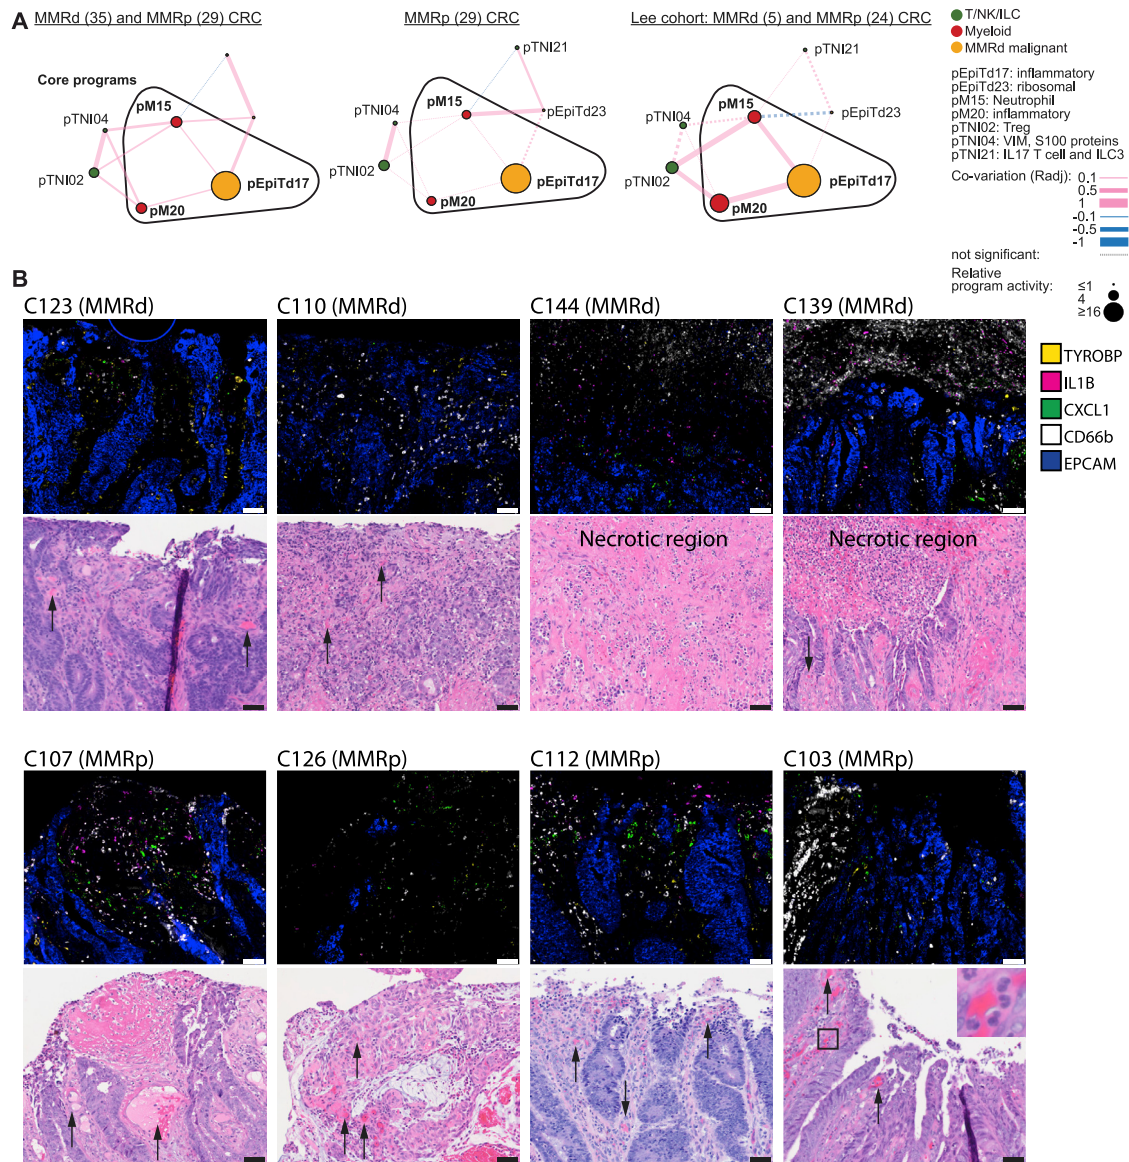 A
MMRd (35) and MMRp (29) CRC
MMRp (29) CRC
Lee cohort: MMRd (5) and MMRp (24) CRC
Core programs
pM15
pTNI04
pTNI02
pM20
pEpiTd17
pTNI21
pTNI04
pM15
pEpiTd23
pTNI02
pM20
pEpiTd17
pTNI21
pM15
pTNI04
pEpiTd23
pTNI02
pM20
pEpiTd17
T/NK/ILC
Myeloid
MMRd malignant
pEpiTd17: inflammatory
pEpiTd23: ribosomal
pM15: Neutrophil
pM20: inflammatory
pTNI02: Treg
pTNI04: VIM, S100 proteins
pTNI21: IL17 T cell and ILC3
Co-variation (Radj):
0.1
0.5
1
-0.1
-0.5
-1
not significant:
Relative
program activity:
≤1
4
≥16
B
C123 (MMRd)
C110 (MMRd)
C144 (MMRd)
C139 (MMRd)
TYROBP
IL1B
CXCL1
CD66b
EPCAM
Necrotic region
Necrotic region
C107 (MMRp)
C126 (MMRp)
C112 (MMRp)
C103 (MMRp)